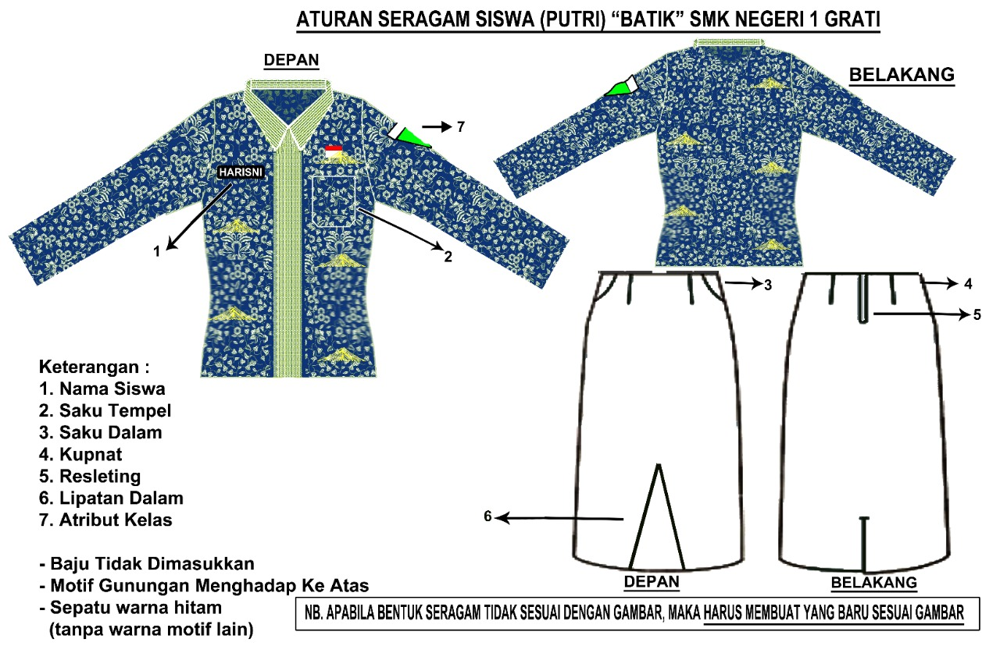 ATURAN SERAGAM SISWA (PUTRI) “BATIK” SMK NEGERI 1 GRATI
DEPAN
BELAKANG
7
HARISNI
1
2
3
4
5
Keterangan :
1. Nama Siswa
2. Saku Tempel
3. Saku Dalam
4. Kupnat
5. Resleting
6. Lipatan Dalam
7. Atribut Kelas
6
- Baju Tidak Dimasukkan
- Motif Gunungan Menghadap Ke Atas
- Sepatu warna hitam
(tanpa warna motif lain)
DEPAN
BELAKANG
NB. APABILA BENTUK SERAGAM TIDAK SESUAI DENGAN GAMBAR, MAKA HARUS MEMBUAT YANG BARU SESUAI GAMBAR